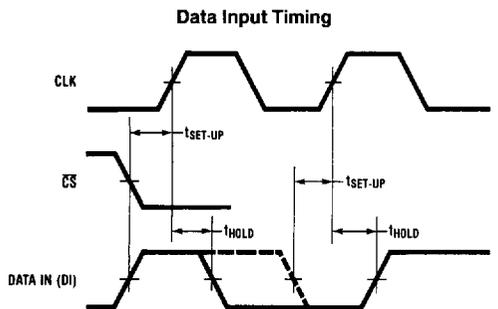 Data Input Timing
CLK
tSET-UP
CS
tSET-UP
tHOLD
tHOLD
DATA IN (DI)